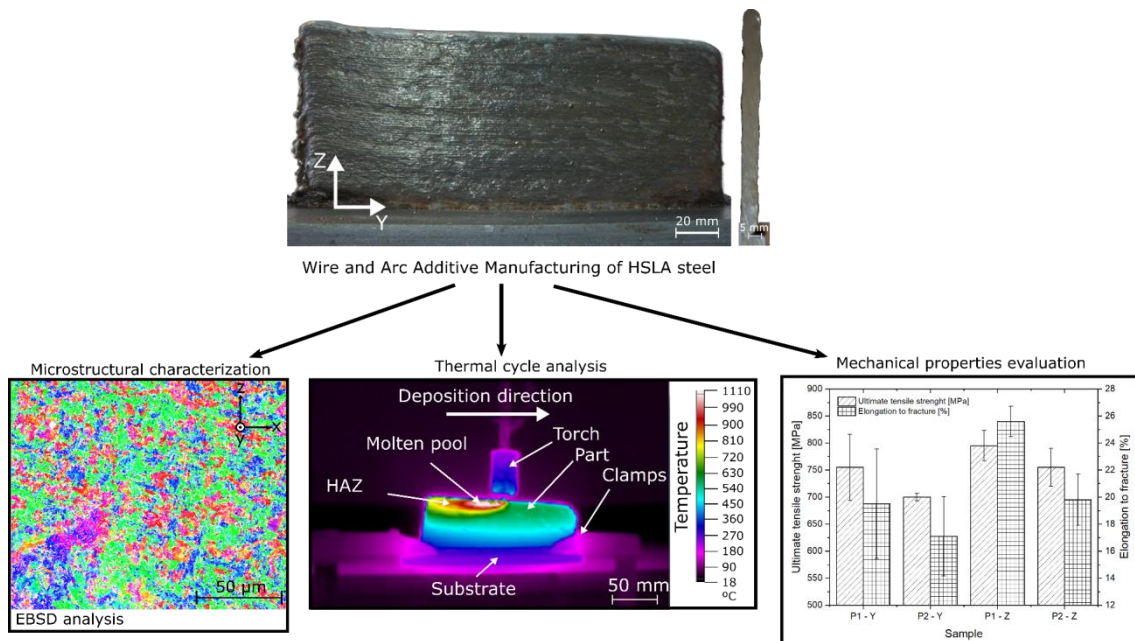 Z
Y
20 mm
5 mm
Wire and Arc Additive Manufacturing of HSLA steel
Microstructural characterization
Z
X
Y
50 µm
EBSD analysis
Thermal cycle analysis
Deposition direction
Molten pool
Torch
Part
Clamps
HAZ
Substrate
50 mm
Temperature
1110
990
900
810
720
630
540
450
360
270
180
90
18
ºC
Mechanical properties evaluation
Ultimate tensile strenght [MPa]
Elongation to fracture [%]
Ultimate tensile strength [MPa]
900
850
800
750
700
650
600
550
500
28
26
24
22
20
18
16
14
12
Elongation to fracture [%]
P1 - Y
P2 - Y
P1 - Z
P2 - Z
Sample